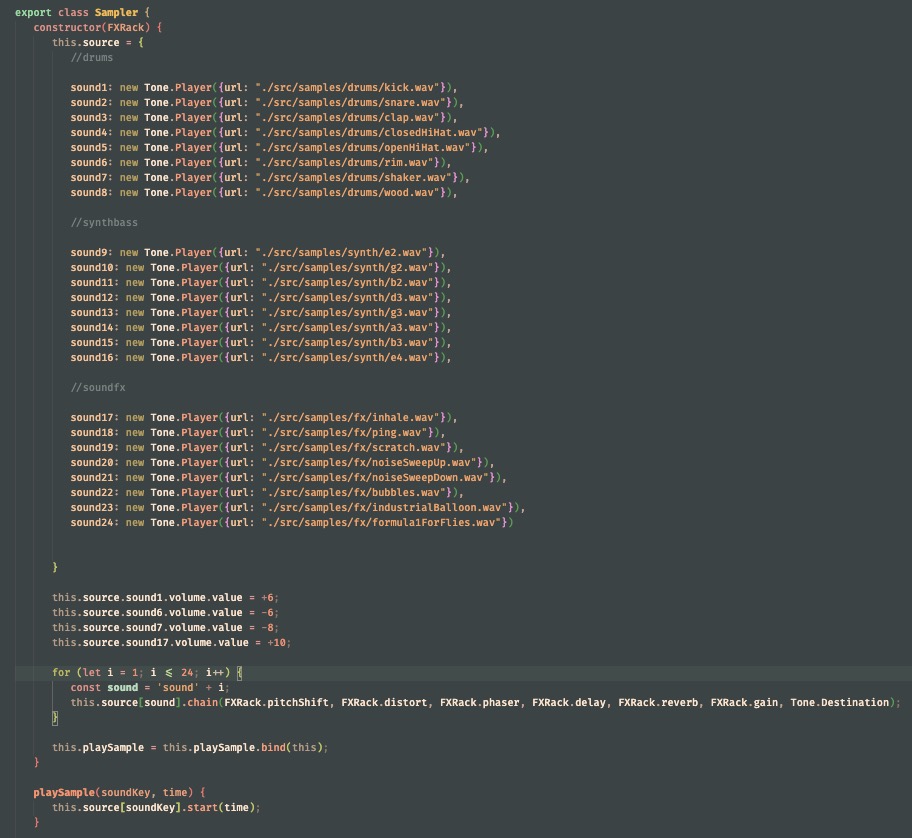 export class Sampler {
constructor(FXRack) {
this.source = {
//drums
sound1: new Tone.Player({url: "./src/samples/drums/kick.wav"}),
sound2: new Tone.Player({url: "./src/samples/drums/snare.wav"}),
sound3: new Tone.Player({url: "./src/samples/drums/clap.wav"}),
sound4: new Tone.Player({url: "./src/samples/drums/closedHiHat.wav"}),
sound5: new Tone.Player({url: "./src/samples/drums/openHiHat.wav"}),
sound6: new Tone.Player({url: "./src/samples/drums/rim.wav"}),
sound7: new Tone.Player({url: "./src/samples/drums/shaker.wav"}),
sound8: new Tone.Player({url: "./src/samples/drums/wood.wav"}),
//synthbass
sound9: new Tone.Player({url: "./src/samples/synth/e2.wav"}),
sound10: new Tone.Player({url: "./src/samples/synth/g2.wav"}),
sound11: new Tone.Player({url: "./src/samples/synth/b2.wav"}),
sound12: new Tone.Player({url: "./src/samples/synth/d3.wav"}),
sound13: new Tone.Player({url: "./src/samples/synth/g3.wav"}),
sound14: new Tone.Player({url: "./src/samples/synth/a3.wav"}),
sound15: new Tone.Player({url: "./src/samples/synth/b3.wav"}),
sound16: new Tone.Player({url: "./src/samples/synth/e4.wav"}),
//soundfx
sound17: new Tone.Player({url: "./src/samples/fx/inhale.wav"}),
sound18: new Tone.Player({url: "./src/samples/fx/ping.wav"}),
sound19: new Tone.Player({url: "./src/samples/fx/scratch.wav"}),
sound20: new Tone.Player({url: "./src/samples/fx/noiseSweepUp.wav"}),
sound21: new Tone.Player({url: "./src/samples/fx/noiseSweepDown.wav"}),
sound22: new Tone.Player({url: "./src/samples/fx/bubbles.wav"}),
sound23: new Tone.Player({url: "./src/samples/fx/industrialBalloon.wav"}),
sound24: new Tone.Player({url: "./src/samples/fx/formula1ForFlies.wav"})
}
this.source.sound1.volume.value = +6;
this.source.sound6.volume.value = -6;
this.source.sound7.volume.value = -8;
this.source.sound17.volume.value = +10;
for (let i = 1; i ≤ 24; i++) {
const sound = 'sound' + i;
this.source[sound].chain(FXRack.pitchShift, FXRack.distort, FXRack.phaser, FXRack.delay, FXRack.reverb, FXRack.gain, Tone.Destination);
}
this.playSample = this.playSample.bind(this);
}
playSample(soundKey, time) {
this.source[soundKey].start(time);
}